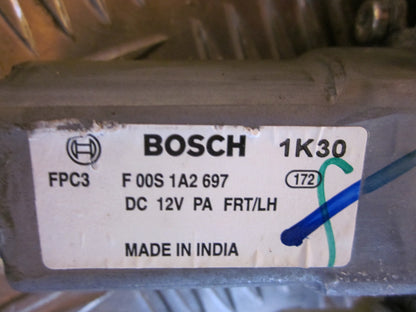 BOSCH 1K30
FPC3 F 00S 1A2 697 172
DC 12V PA FRT/LH
MADE IN INDIA